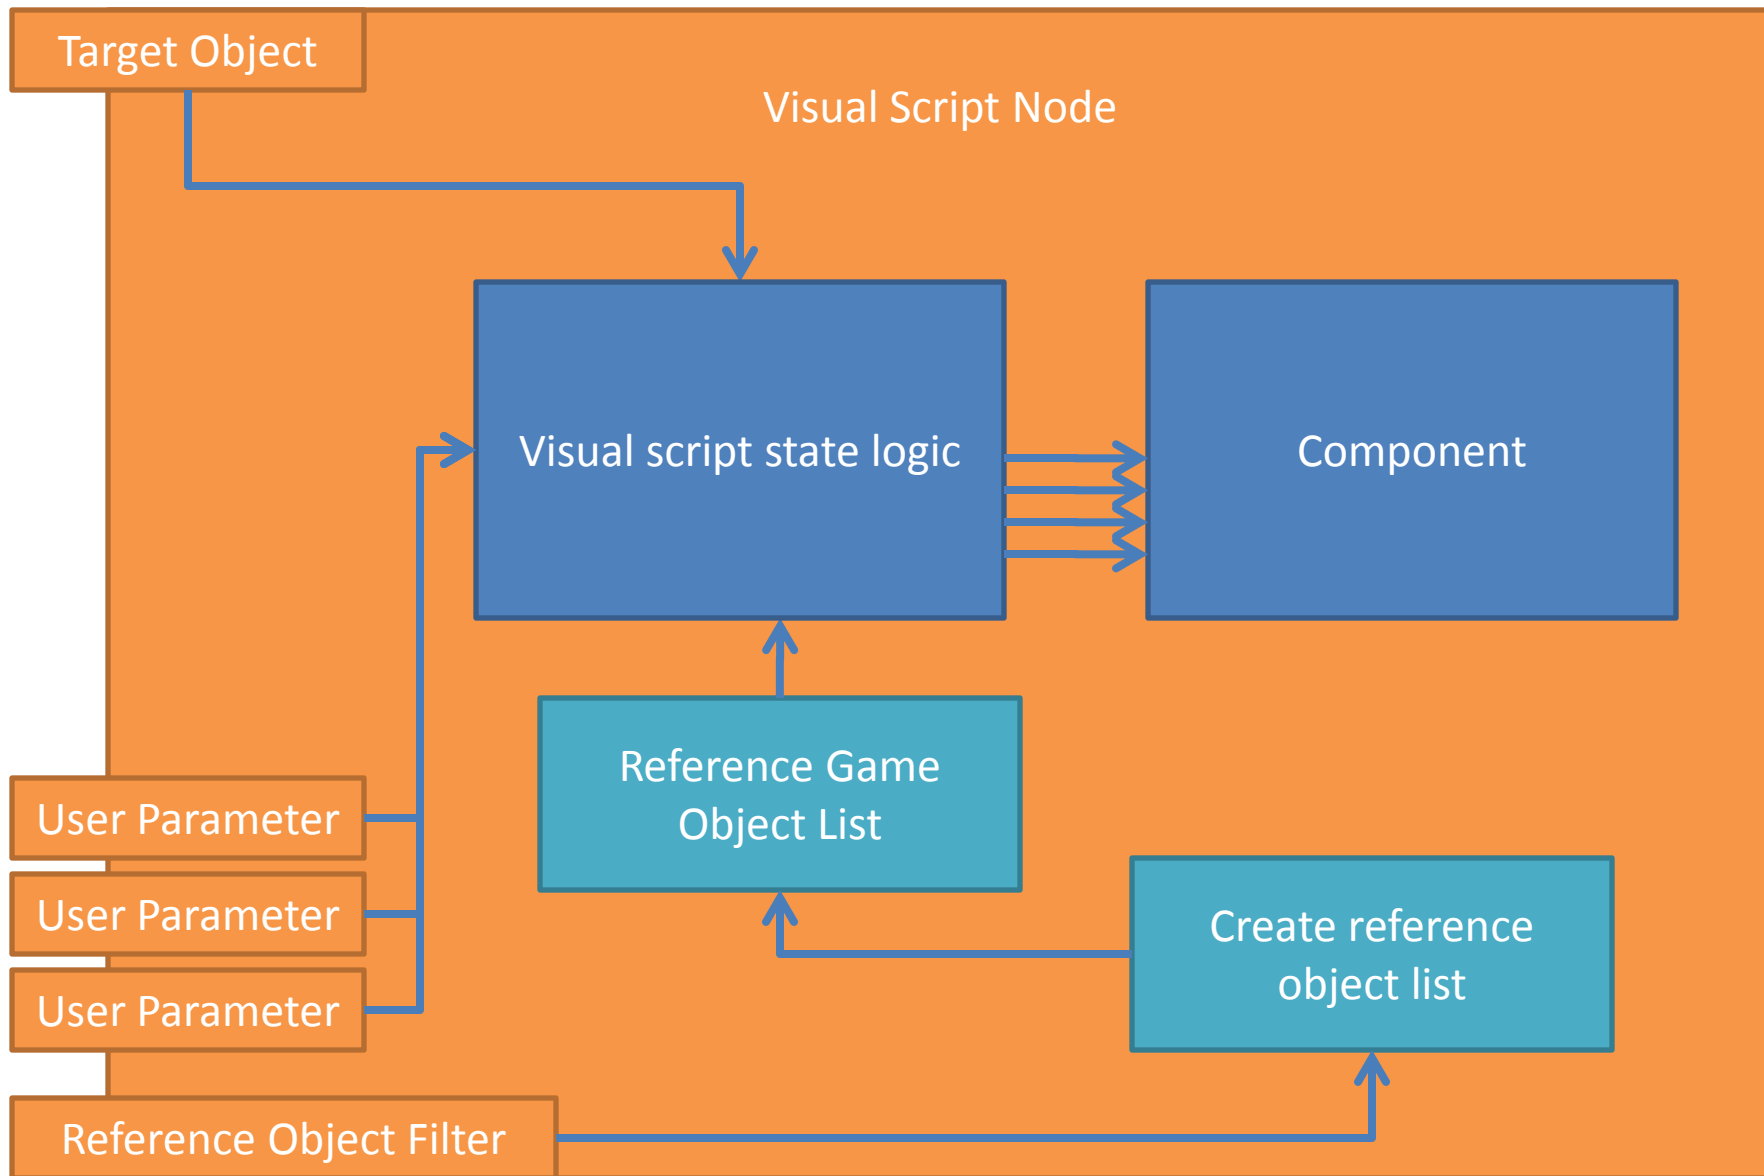 Target Object
Visual Script Node
Visual script state logic
Component
Reference Game
Object List
User Parameter
User Parameter
User Parameter
Create reference
object list
Reference Object Filter